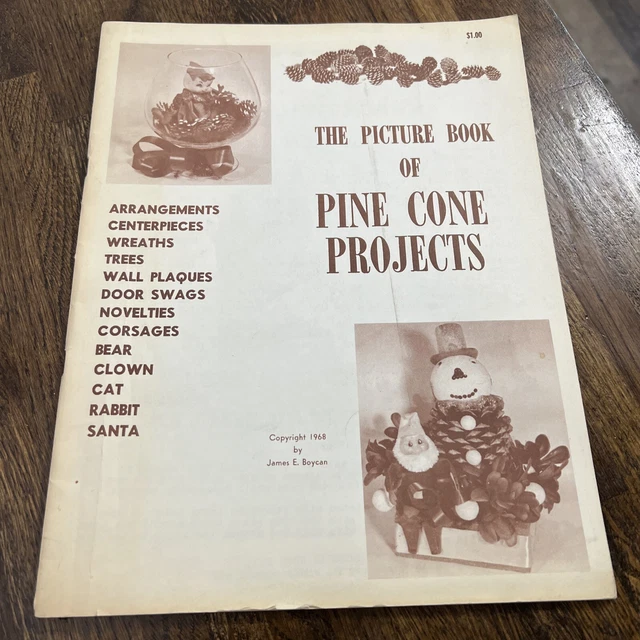 $1.00
THE PICTURE BOOK
OF
PINE CONE
PROJECTS
ARRANGEMENTS
CENTERPIECES
WREATHS
TREES
WALL PLAQUES
DOOR SWAGS
NOVELTIES
CORSAGES
BEAR
CLOWN
CAT
RABBIT
SANTA
Copyright 1968
by
James E. Boycan